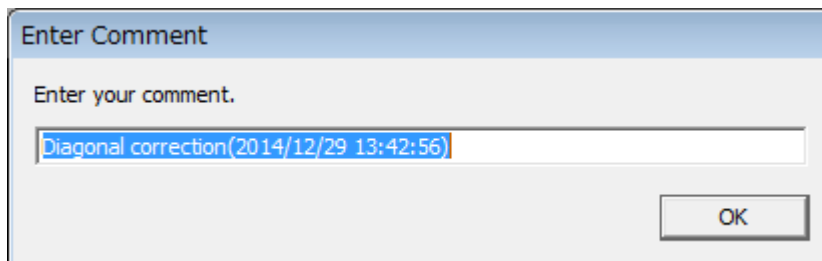 Enter Comment
Enter your comment.
Diagonal correction(2014/12/29 13:42:56)
OK